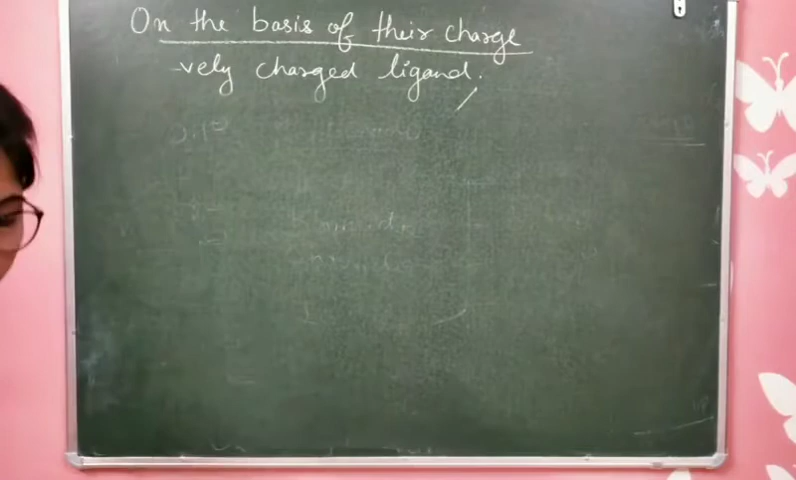 On the basis of their charge
-vely charged ligand.